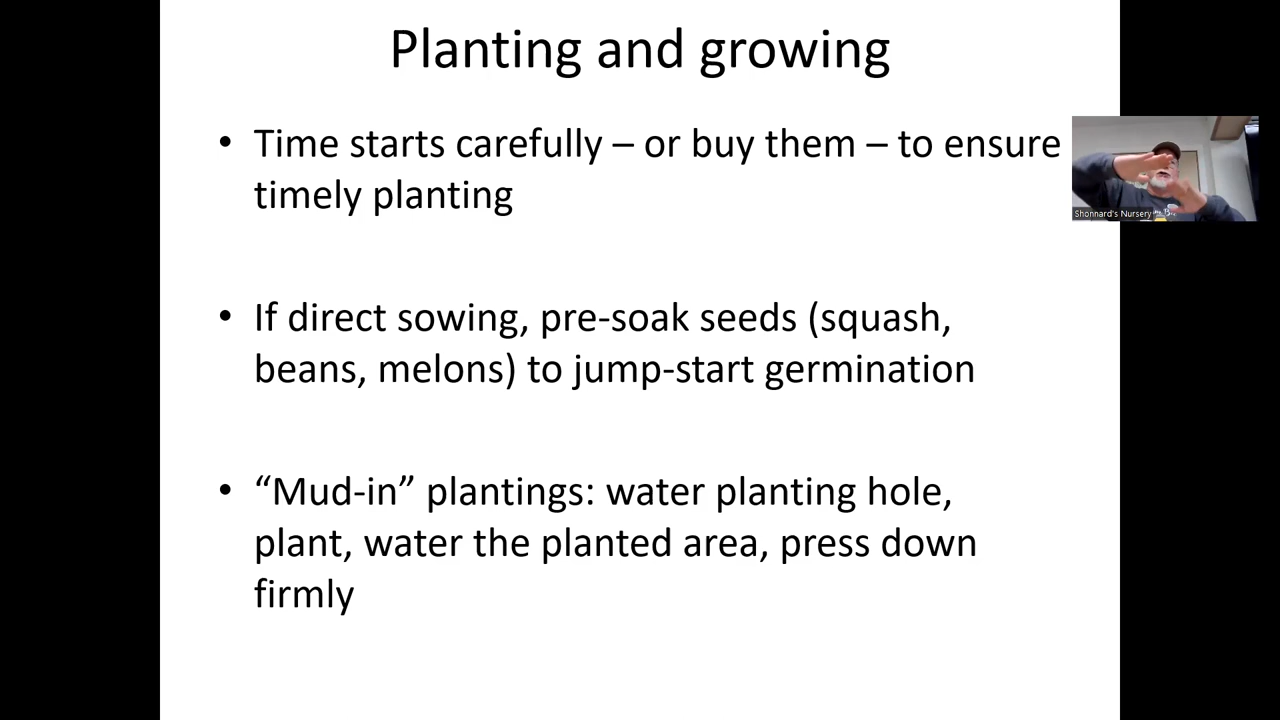 Planting and growing
• Time starts carefully – or buy them – to ensure
timely planting
• If direct sowing, pre-soak seeds (squash,
beans, melons) to jump-start germination
• “Mud-in” plantings: water planting hole,
plant, water the planted area, press down
firmly
Shonnard's Nursery